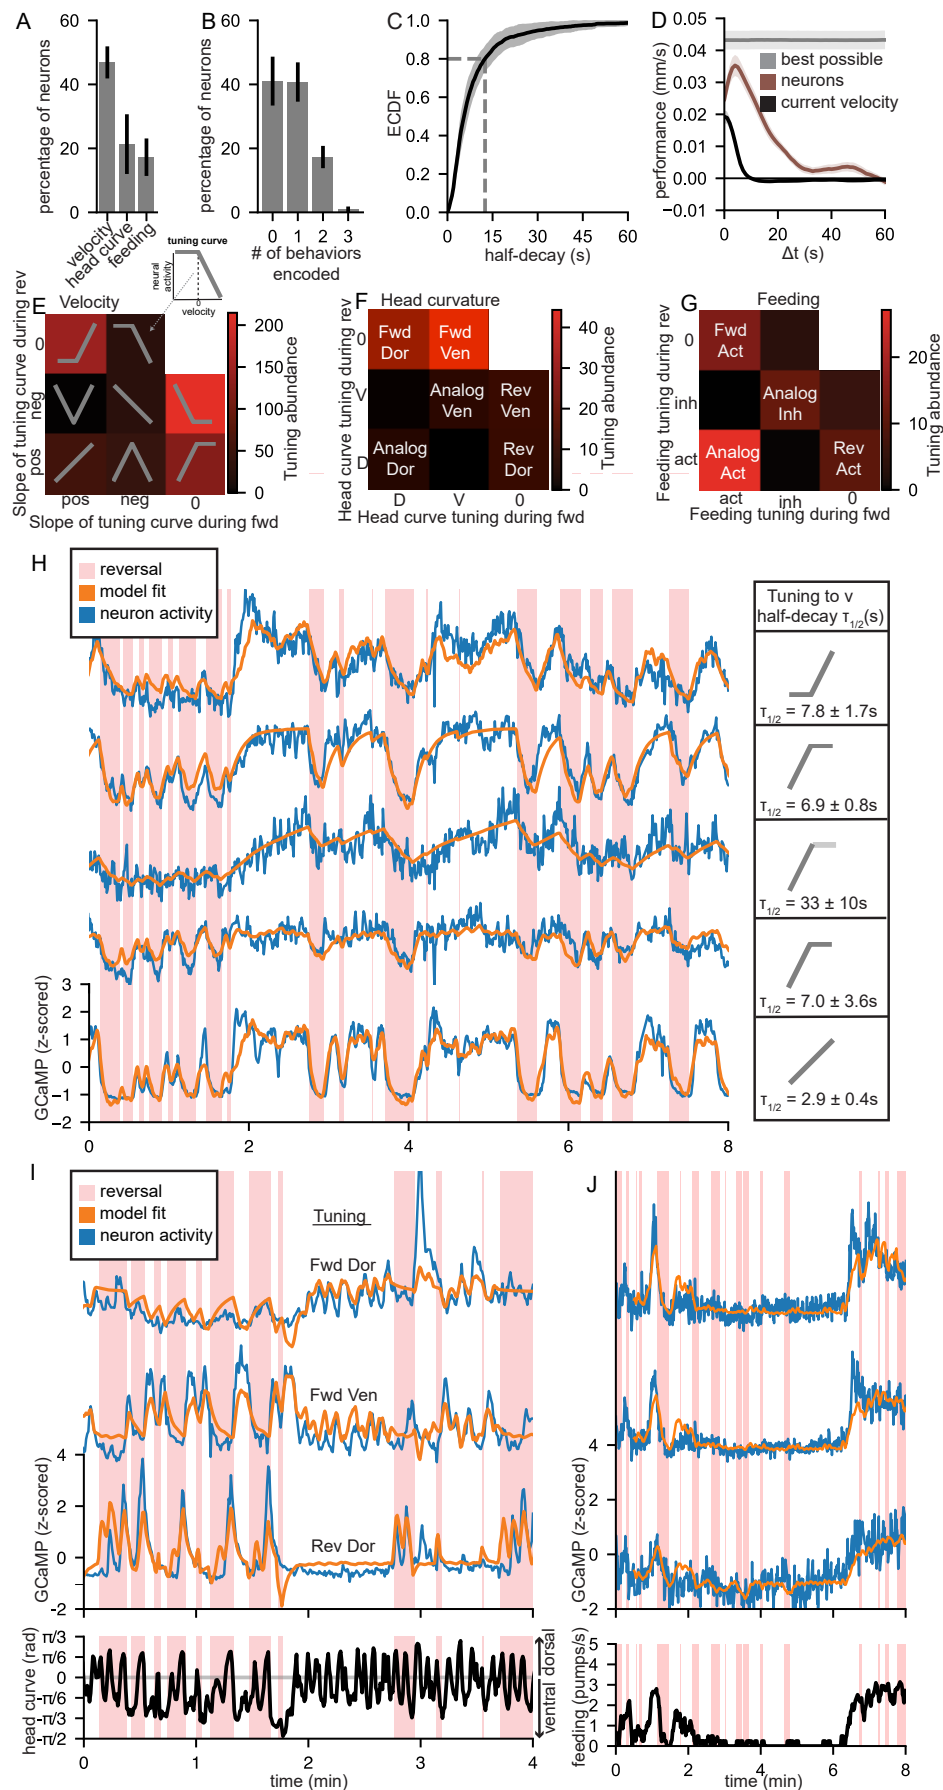 A
60
40
20
0
percentage of neurons
velocity
head curve
feeding
B
60
40
20
0
percentage of neurons
0 1 2 3
# of behaviors
encoded
C
1.0
0.8
0.6
0.4
0.2
0.0
ECDF
0 15 30 45 60
half-decay (s)
D
0.05
0.04
0.03
0.02
0.01
0.00
−0.01
performance (mm/s)
best possible
neurons
current velocity
0 20 40 60
Δt (s)
tuning curve
neural
activity
0
velocity
E
Velocity
Slope of tuning curve during rev
0
neg
pos
pos neg 0
Slope of tuning curve during fwd
200
150
100
50
0
Tuning abundance
F
Head curvature
Head curve tuning during rev
0
V
D
Fwd
Dor
Fwd
Ven
Analog
Ven
Rev
Ven
Analog
Dor
Rev
Dor
D V 0
Head curve tuning during fwd
40
30
20
10
0
Tuning abundance
G
Feeding
Feeding tuning during rev
0
inh
act
Fwd
Act
Analog
Inh
Analog
Act
Rev
Act
act inh 0
Feeding tuning during fwd
20
10
0
Tuning abundance
H
reversal
model fit
neuron activity
3
2
1
0
-1
-2
GCaMP (z-scored)
0 2 4 6 8
Tuning to v
half-decay τ1/2(s)
τ1/2 = 7.8 ± 1.7s
τ1/2 = 6.9 ± 0.8s
τ1/2 = 33 ± 10s
τ1/2 = 7.0 ± 3.6s
τ1/2 = 2.9 ± 0.4s
I
reversal
model fit
neuron activity
Tuning
Fwd Dor
Fwd Ven
Rev Dor
4
2
0
-2
GCaMP (z-scored)
π/3
π/6
0
-π/6
-π/3
-π/2
head curve (rad)
ventral dorsal
0 1 2 3 4
time (min)
J
4
2
0
-2
GCaMP (z-scored)
5
4
3
2
1
0
feeding (pumps/s)
0 2 4 6 8
time (min)